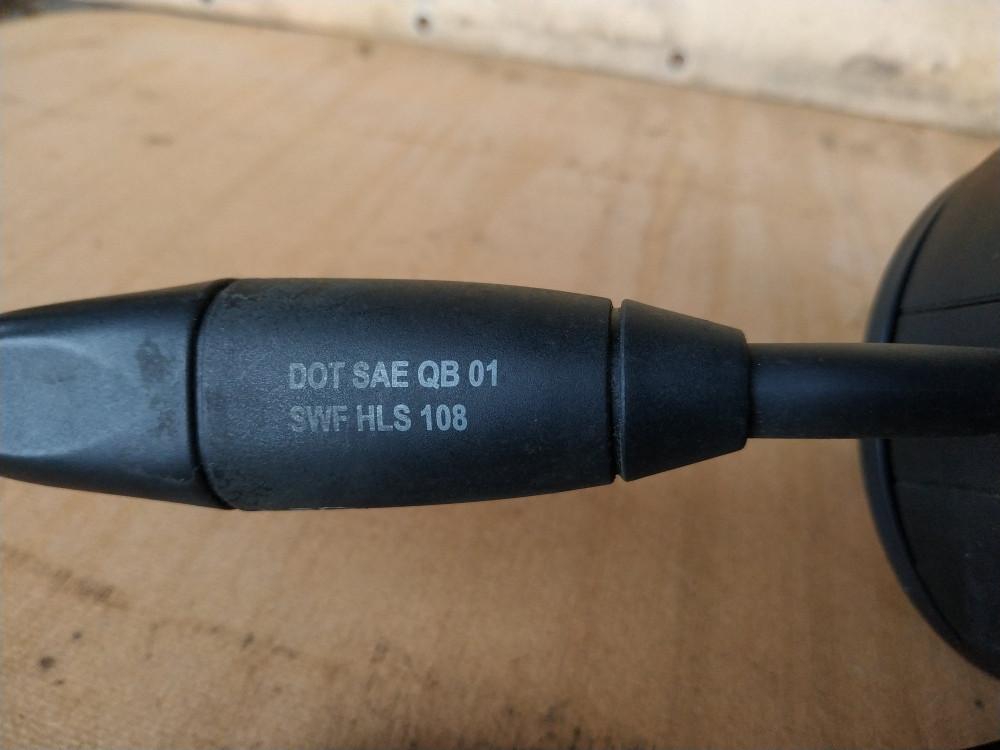 DOT SAE QB 01
SWF HLS 108